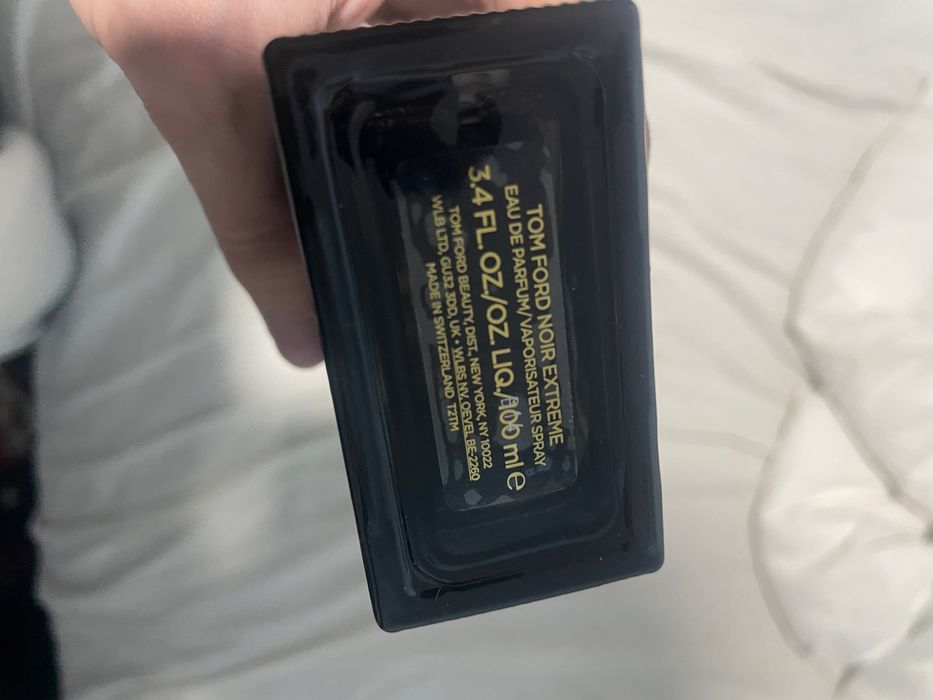 TOM FORD NOIR EXTREME
EAU DE PARFUM/VAPORISATEUR SPRAY
3.4 FL. OZ./OZ. LIQ./100 ml e
TOM FORD BEAUTY, DIST., NEW YORK, NY 10022
WLB LTD, GU32 3DD, UK • WLBS NV, OEVEL BE-2260
MADE IN SWITZERLAND T2TM